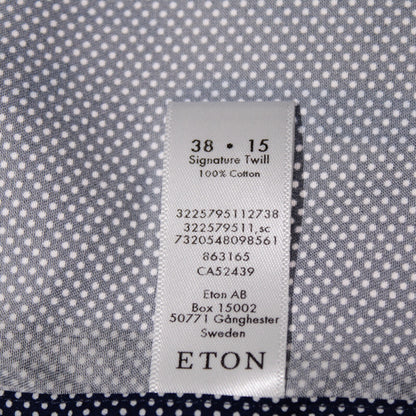 38 • 15
Signature Twill
100% Cotton
3225795112738
322579511,sc
7320548098561
863165
CA52439
Eton AB
Box 15002
50771 Gånghester
Sweden
ETON